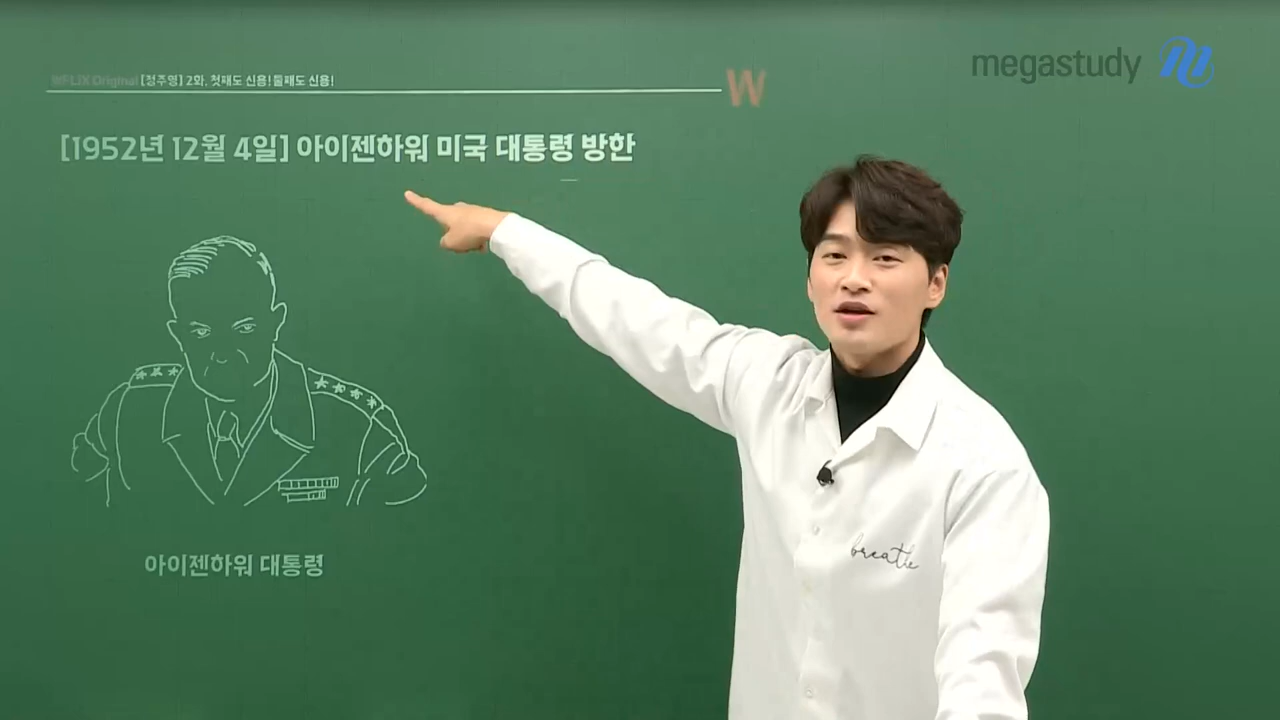 WFLIX Original [정주영] 2화. 첫째도 신용! 둘째도 신용!
W
megastudy
[1952년 12월 4일] 아이젠하워 미국 대통령 방한
breathe
아이젠하워 대통령